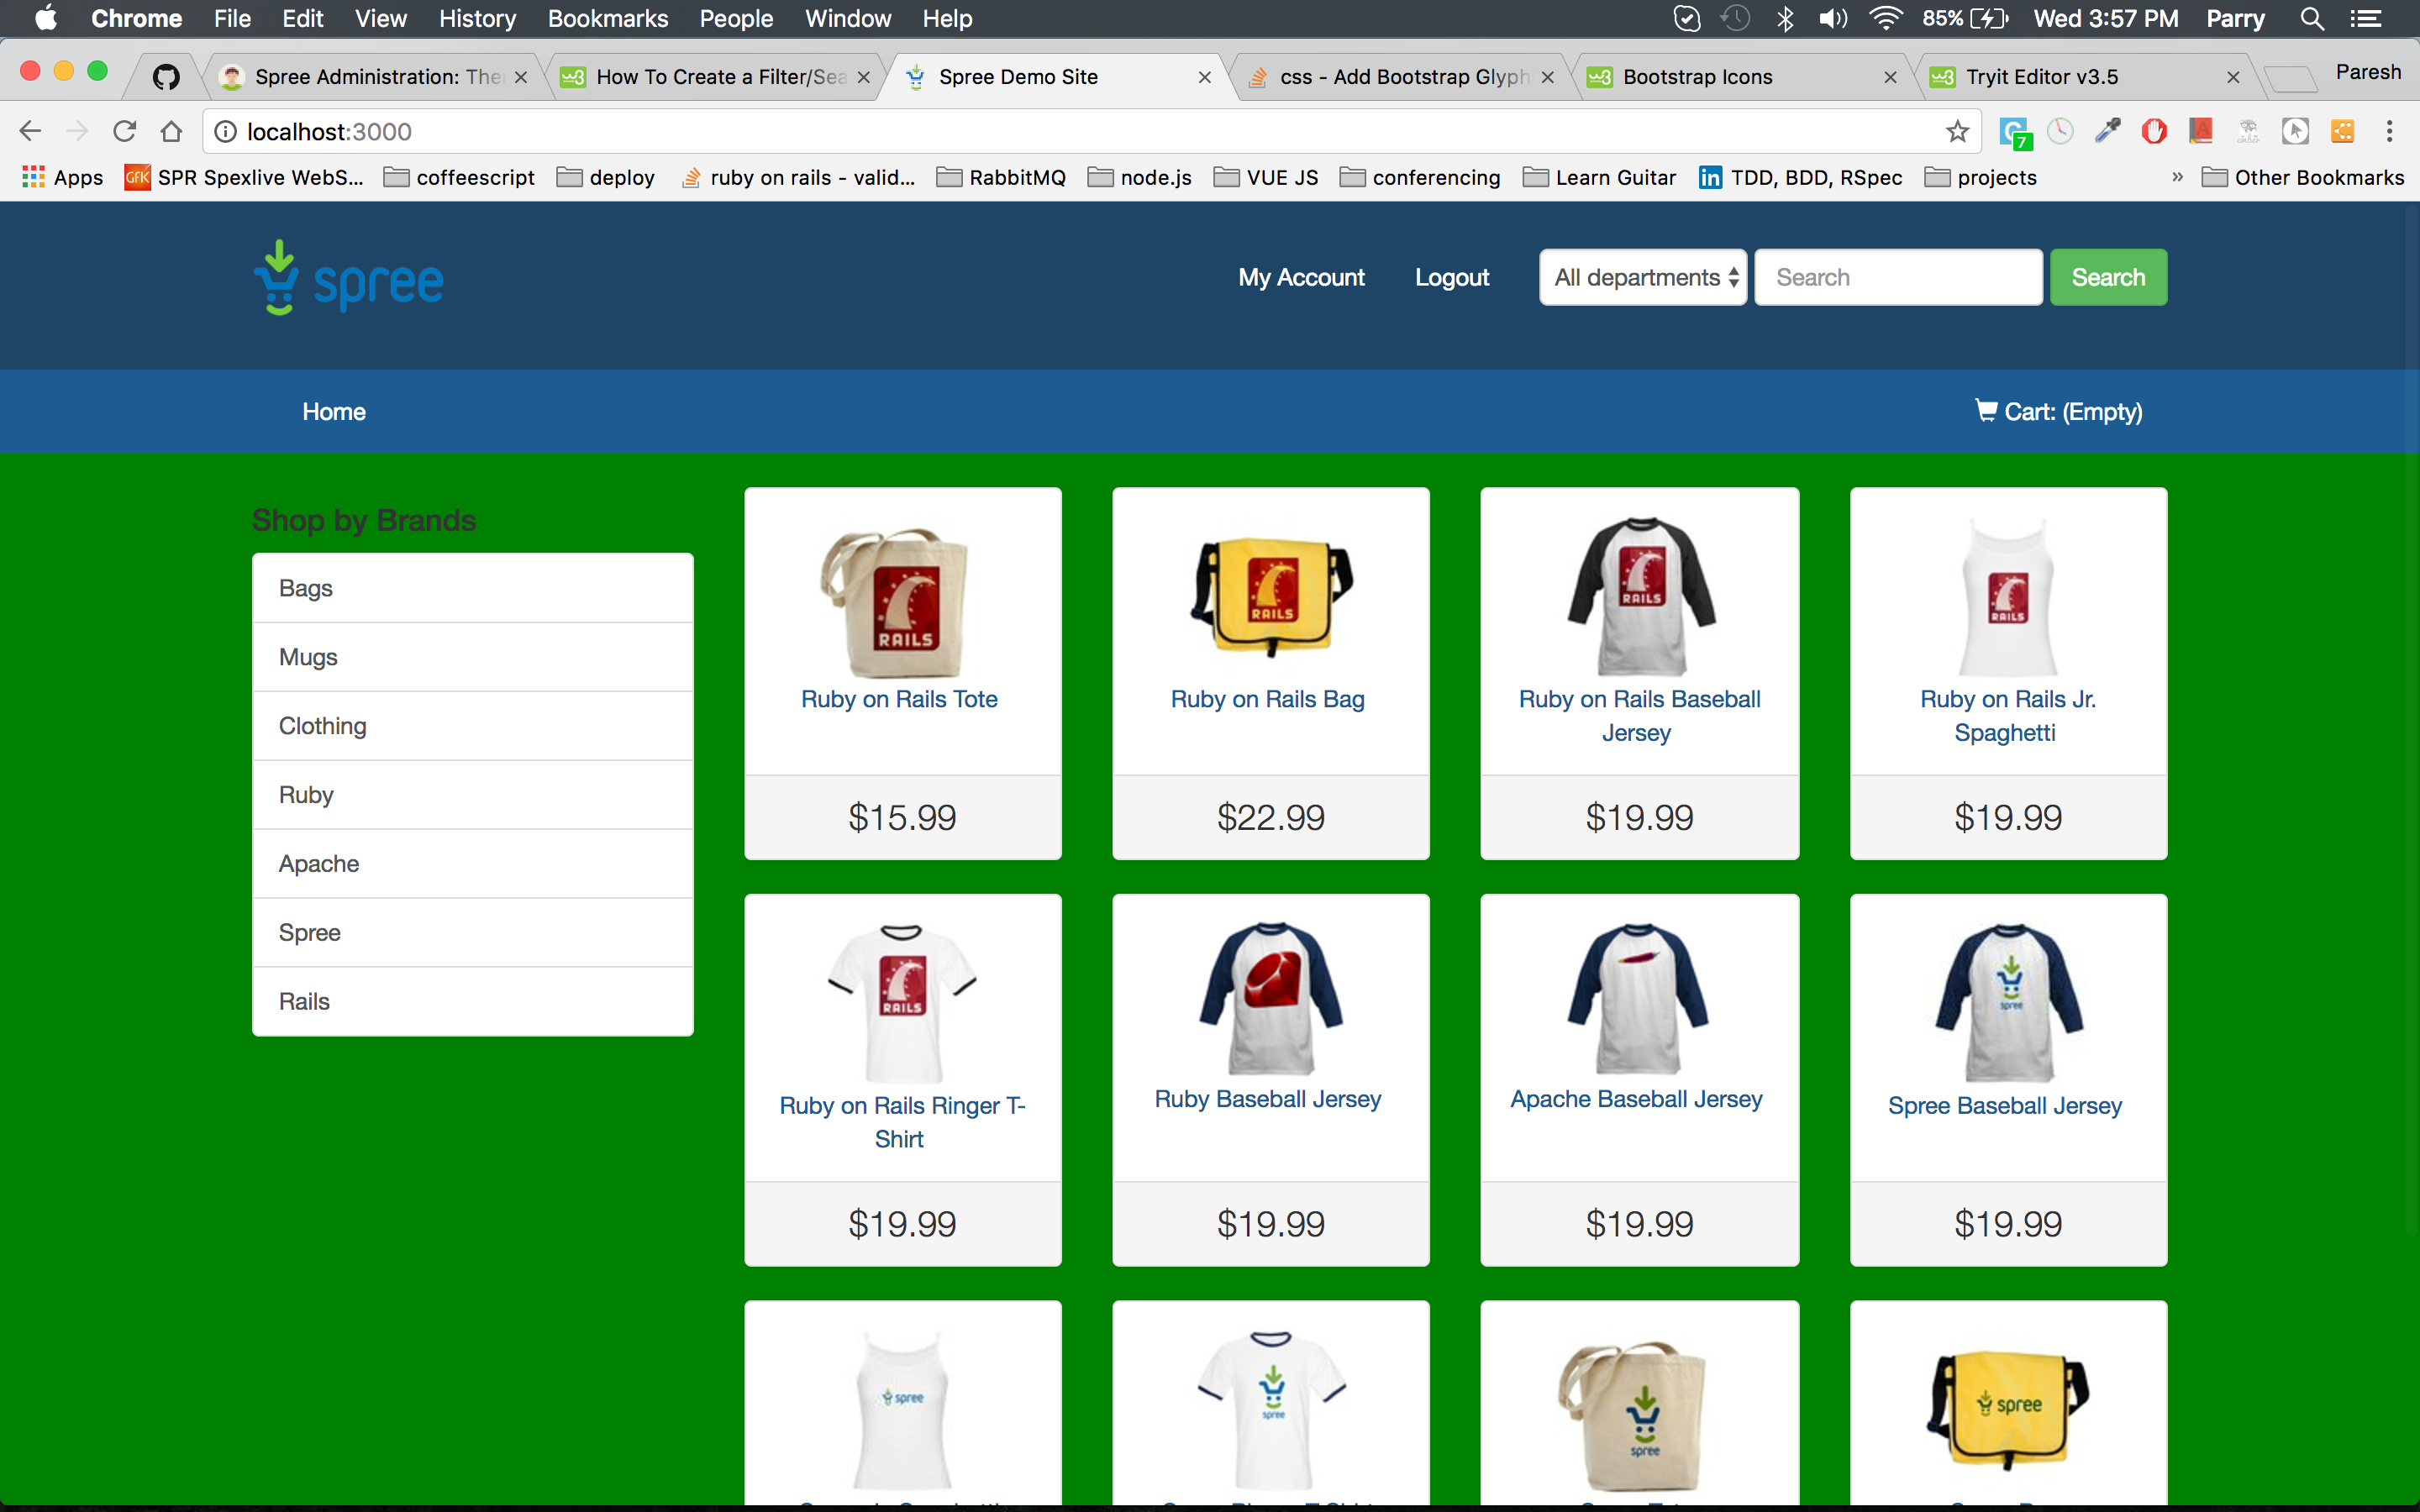 Chrome File Edit View History Bookmarks People Window Help 85% Wed 3:57 PM Parry
Spree Administration: The How To Create a Filter/Sea Spree Demo Site css - Add Bootstrap Glyph Bootstrap Icons Tryit Editor v3.5 Paresh
localhost:3000 7
Apps GFK SPR Spexlive WebS... coffeescript deploy ruby on rails - valid... RabbitMQ node.js VUE JS conferencing Learn Guitar in TDD, BDD, RSpec projects » Other Bookmarks
spree My Account Logout All departments Search Search
Home Cart: (Empty)
Shop by Brands
Bags
Mugs
Clothing
Ruby
Apache
Spree
Rails
RAILS RAILS RAILS RAILS
Ruby on Rails Tote Ruby on Rails Bag Ruby on Rails Baseball Jersey Ruby on Rails Jr. Spaghetti
$15.99 $22.99 $19.99 $19.99
RAILS spree
Ruby on Rails Ringer T-Shirt Ruby Baseball Jersey Apache Baseball Jersey Spree Baseball Jersey
$19.99 $19.99 $19.99 $19.99
spree spree spree spree